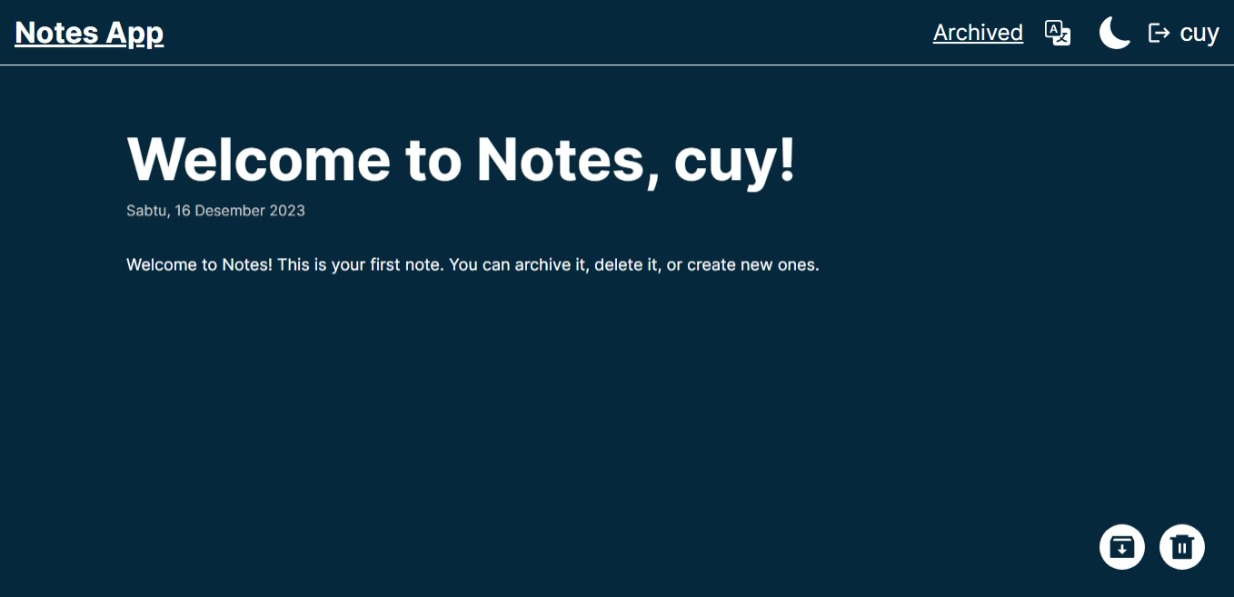 Notes App
Archived
cuy
Welcome to Notes, cuy!
Sabtu, 16 Desember 2023
Welcome to Notes! This is your first note. You can archive it, delete it, or create new ones.